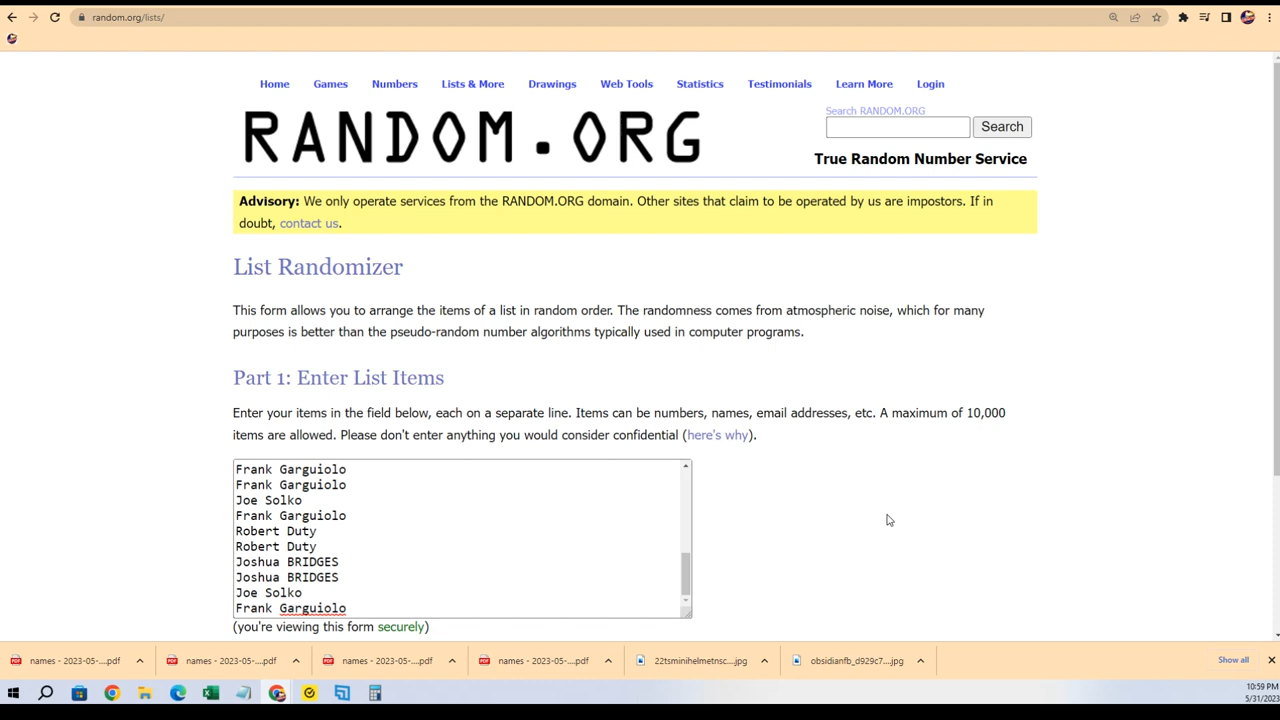 random.org/lists/
Home Games Numbers Lists & More Drawings Web Tools Statistics Testimonials Learn More Login
RANDOM.ORG
Search RANDOM.ORG
Search
True Random Number Service
Advisory: We only operate services from the RANDOM.ORG domain. Other sites that claim to be operated by us are impostors. If in
doubt, contact us.
List Randomizer
This form allows you to arrange the items of a list in random order. The randomness comes from atmospheric noise, which for many
purposes is better than the pseudo-random number algorithms typically used in computer programs.
Part 1: Enter List Items
Enter your items in the field below, each on a separate line. Items can be numbers, names, email addresses, etc. A maximum of 10,000
items are allowed. Please don't enter anything you would consider confidential (here's why).
Frank Garguiolo
Frank Garguiolo
Joe Solko
Frank Garguiolo
Robert Duty
Robert Duty
Joshua BRIDGES
Joshua BRIDGES
Joe Solko
Frank Garguiolo
(you're viewing this form securely)
names - 2023-05-....pdf names - 2023-05-....pdf names - 2023-05-....pdf names - 2023-05-....pdf 22tsminihelmetnsc....jpg obsidianfb_d929c7....jpg Show all
10:59 PM
5/31/2023